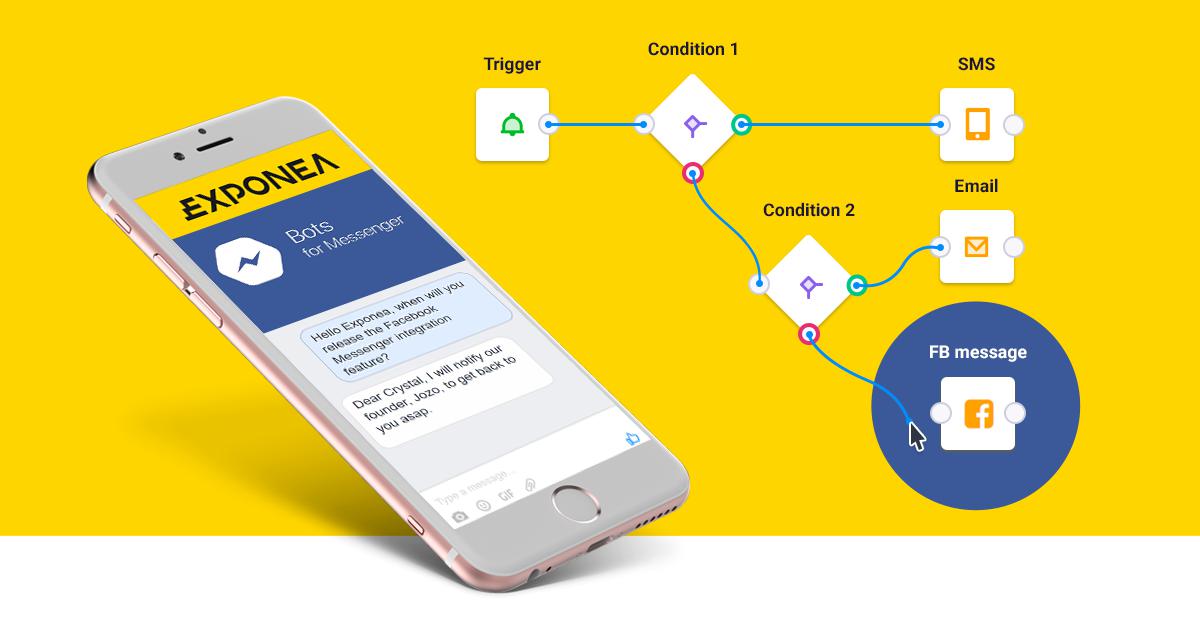 EXPONEA
Bots
for Messenger
Hello Exponea, when will you
release the Facebook
Messenger integration
feature?
Dear Crystal, I will notify our
founder, Jozo, to get back to
you asap.
Type a message...
GIF
Trigger
Condition 1
SMS
Condition 2
Email
FB message